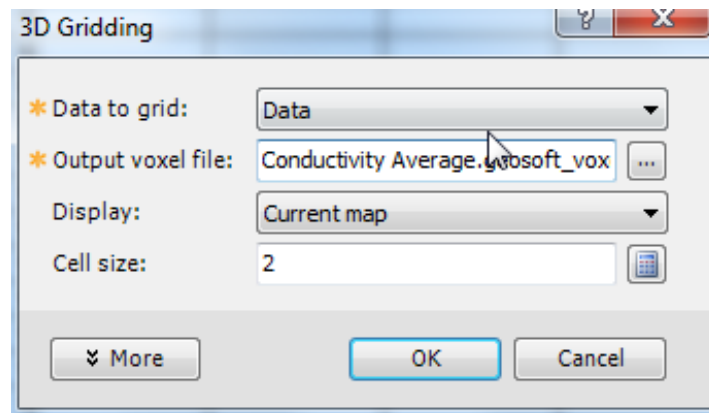 3D Gridding
* Data to grid: Data
* Output voxel file: Conductivity Average.geosoft_vox ...
Display: Current map
Cell size: 2
More OK Cancel